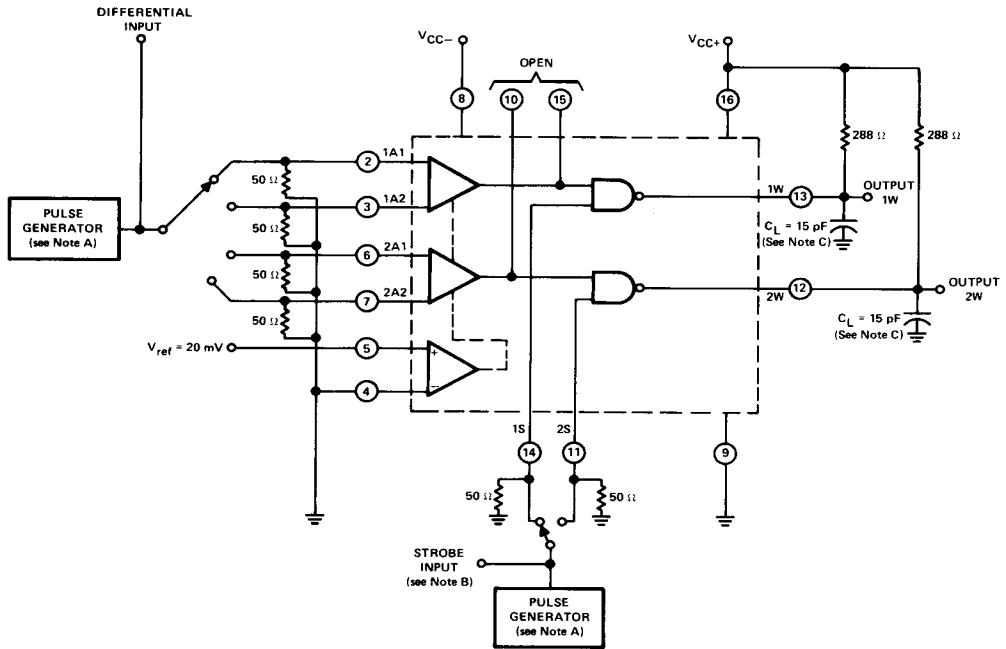 DIFFERENTIAL
INPUT
VCC−
OPEN
VCC+
8
10
15
16
288 Ω
288 Ω
50 Ω
2
1A1
PULSE
GENERATOR
(see Note A)
50 Ω
3
1A2
1W
13
OUTPUT
1W
CL = 15 pF
(See Note C)
50 Ω
6
2A1
50 Ω
7
2A2
12
2W
OUTPUT
2W
CL = 15 pF
(See Note C)
Vref = 20 mV
5
+
4
−
1S
2S
14
11
9
50 Ω
50 Ω
STROBE
INPUT
(see Note B)
PULSE
GENERATOR
(see Note A)